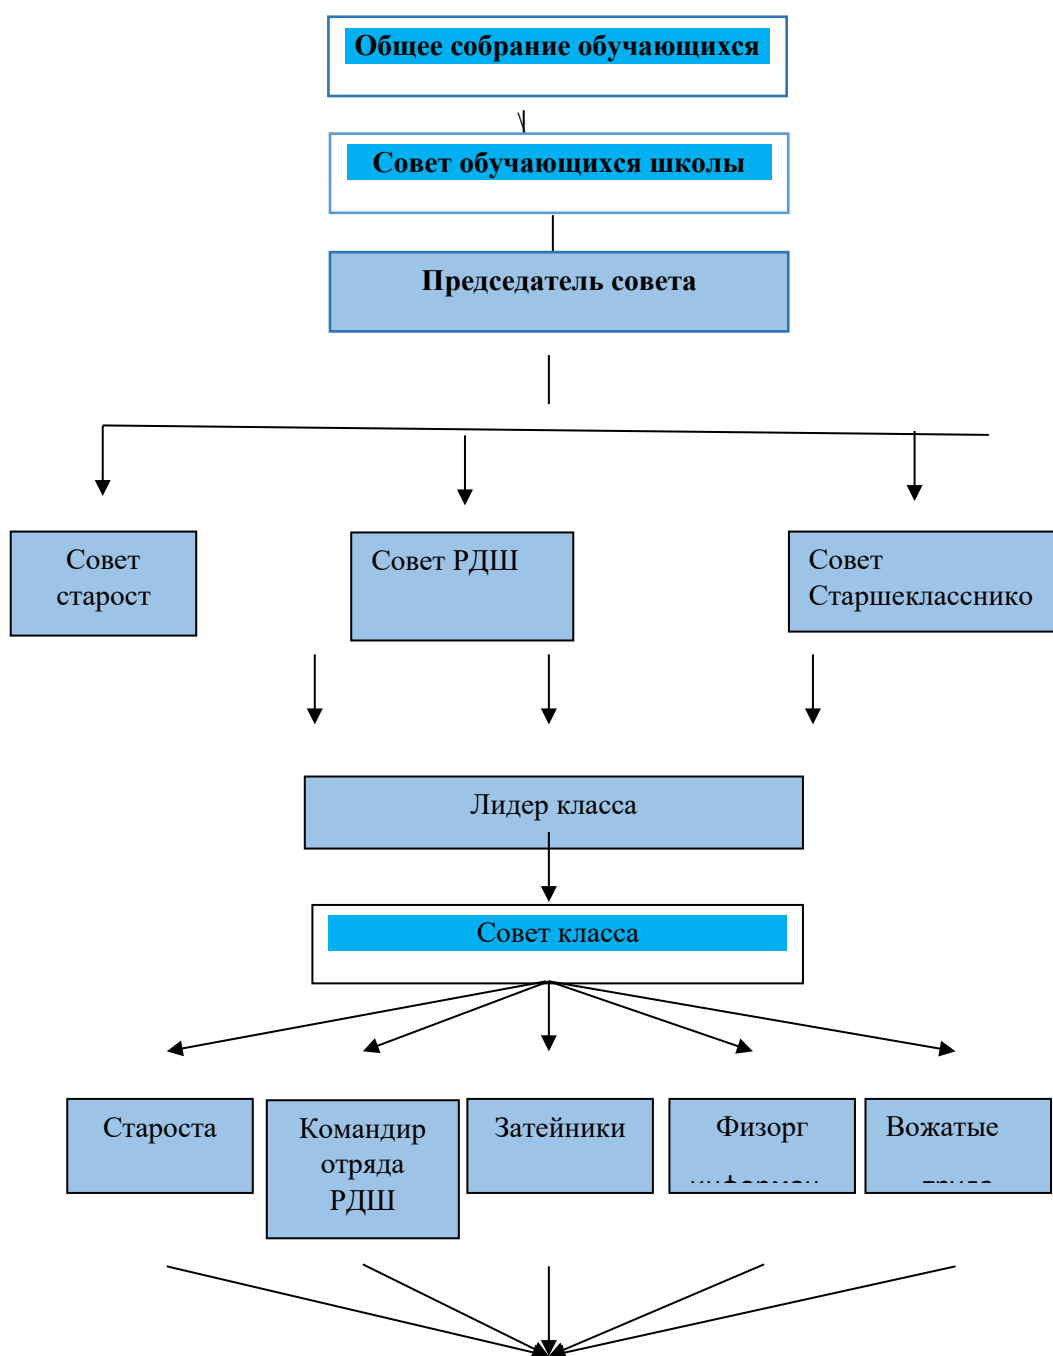 Общее собрание обучающихся
Совет обучающихся школы
Председатель совета
Совет
старост
Совет РДШ
Совет
Старшекласснико
Лидер класса
Совет класса
Староста
Командир
отряда
РДШ
Затейники
Физорг
Вожатые